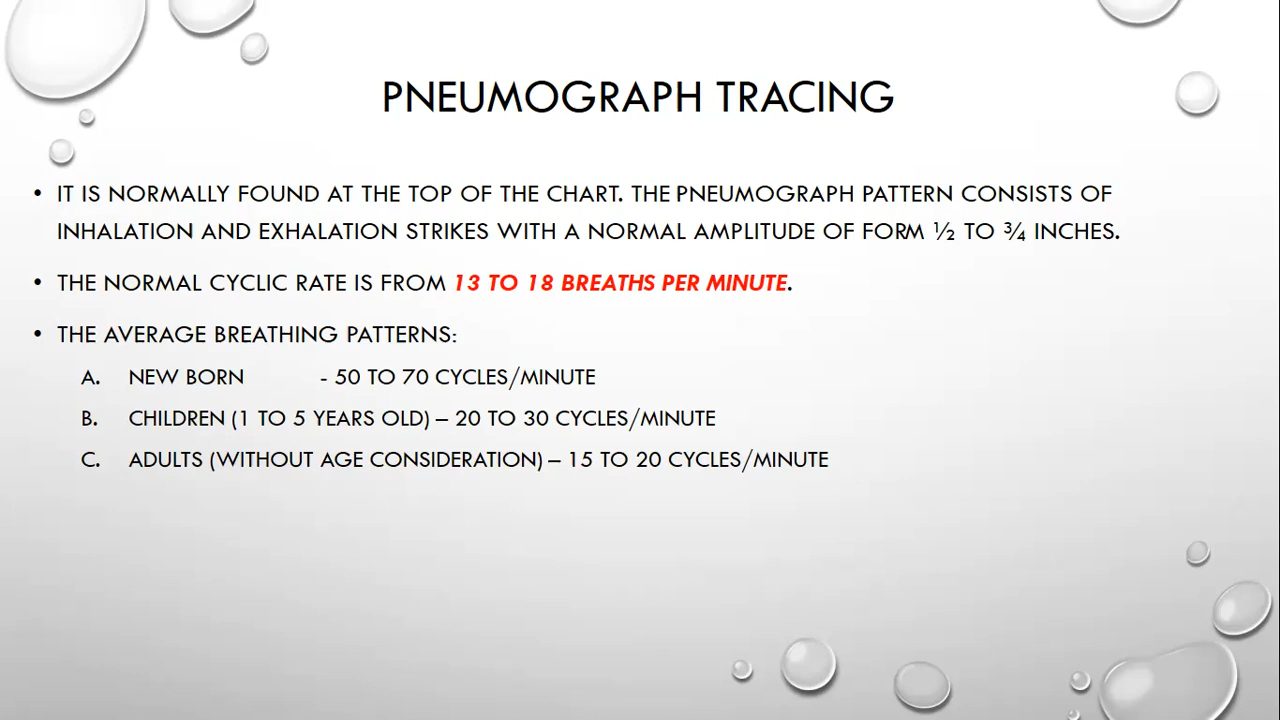 PNEUMOGRAPH TRACING
• IT IS NORMALLY FOUND AT THE TOP OF THE CHART. THE PNEUMOGRAPH PATTERN CONSISTS OF
INHALATION AND EXHALATION STRIKES WITH A NORMAL AMPLITUDE OF FORM ½ TO ¾ INCHES.
• THE NORMAL CYCLIC RATE IS FROM 13 TO 18 BREATHS PER MINUTE.
• THE AVERAGE BREATHING PATTERNS:
A. NEW BORN - 50 TO 70 CYCLES/MINUTE
B. CHILDREN (1 TO 5 YEARS OLD) – 20 TO 30 CYCLES/MINUTE
C. ADULTS (WITHOUT AGE CONSIDERATION) – 15 TO 20 CYCLES/MINUTE